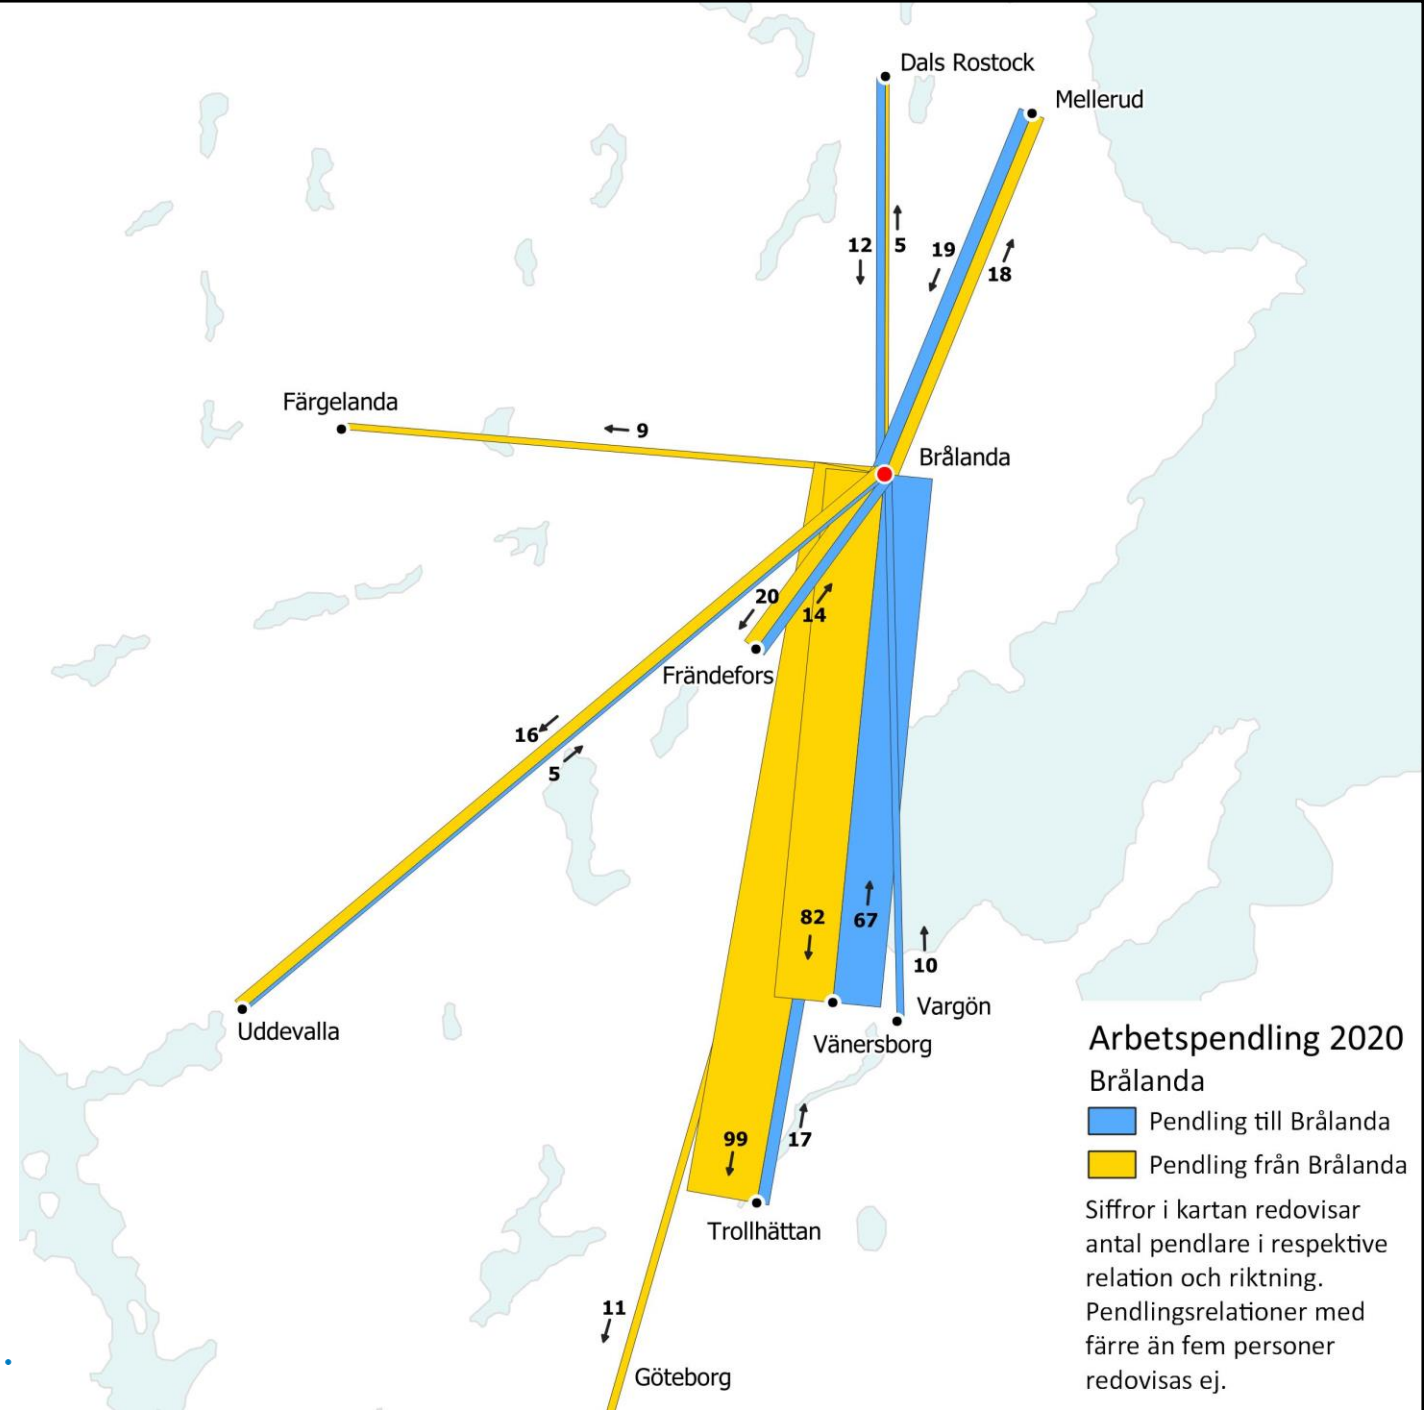 Dals Rostock
Mellerud
12
5
19
18
Färgelanda
9
Brålanda
20
14
Frändefors
16
5
82
67
10
Vargön
Uddevalla
Vänersborg
99
17
Trollhättan
11
Göteborg
Arbetspendling 2020
Brålanda
Pendling till Brålanda
Pendling från Brålanda
Siffror i kartan redovisar
antal pendlare i respektive
relation och riktning.
Pendlingsrelationer med
färre än fem personer
redovisas ej.